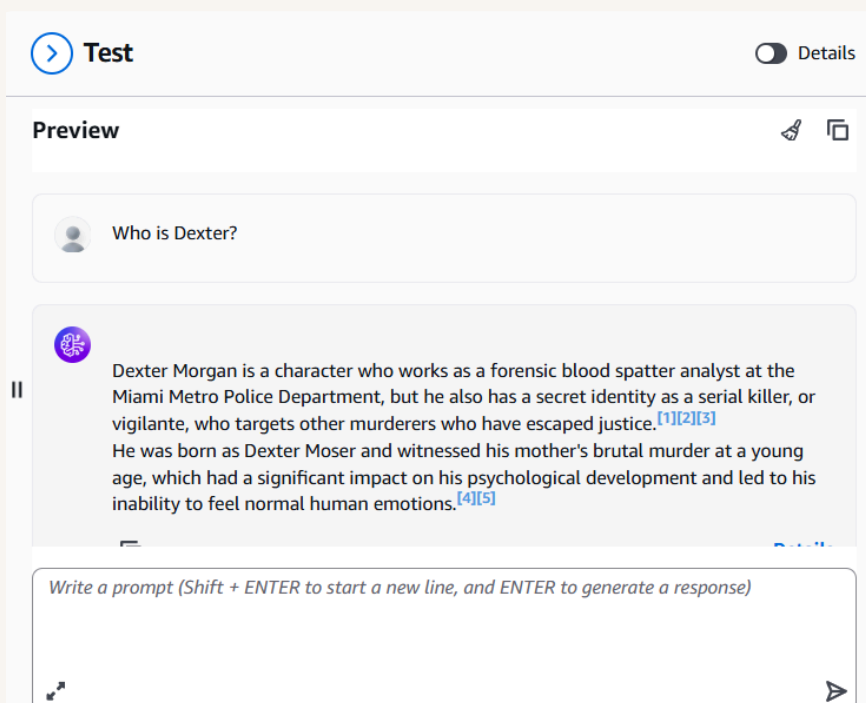 Test
Details
Preview
Who is Dexter?
Dexter Morgan is a character who works as a forensic blood spatter analyst at the
Miami Metro Police Department, but he also has a secret identity as a serial killer, or
vigilante, who targets other murderers who have escaped justice.[1][2][3]
He was born as Dexter Moser and witnessed his mother's brutal murder at a young
age, which had a significant impact on his psychological development and led to his
inability to feel normal human emotions.[4][5]
Details
Write a prompt (Shift + ENTER to start a new line, and ENTER to generate a response)